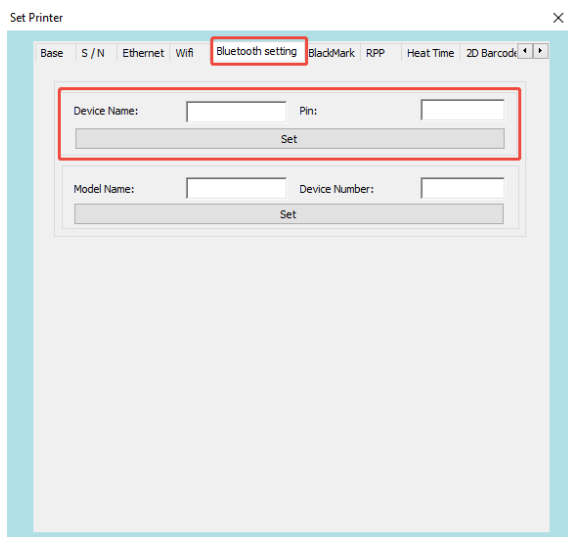 Set Printer
Base S / N Ethernet Wifi Bluetooth setting BlackMark RPP Heat Time 2D Barcode
Device Name: Pin:
Set
Model Name: Device Number:
Set